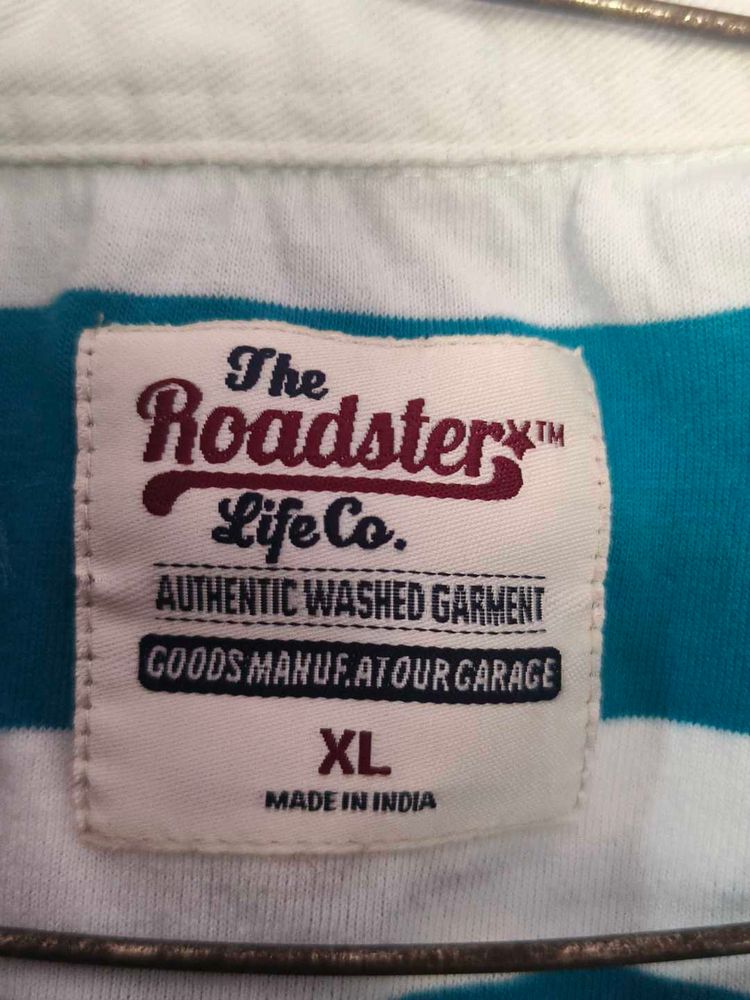 The
Roadster™
Life Co.
AUTHENTIC WASHED GARMENT
GOODS MANUF. AT OUR GARAGE
XL
MADE IN INDIA